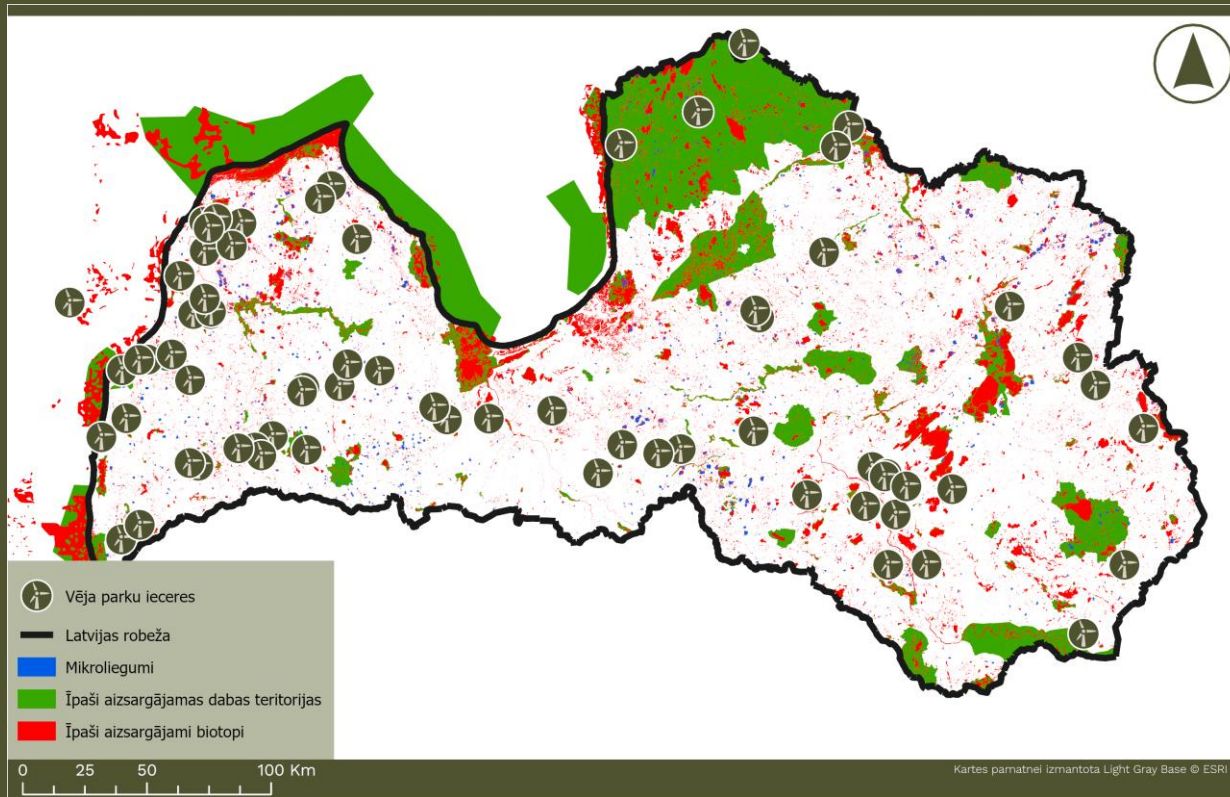 Vēja parku ieceres
Latvijas robeža
Mikroliegumi
Īpaši aizsargājamas dabas teritorijas
Īpaši aizsargājami biotopi
0 25 50 100 Km
Kartes pamatnei izmantota Light Gray Base © ESRI